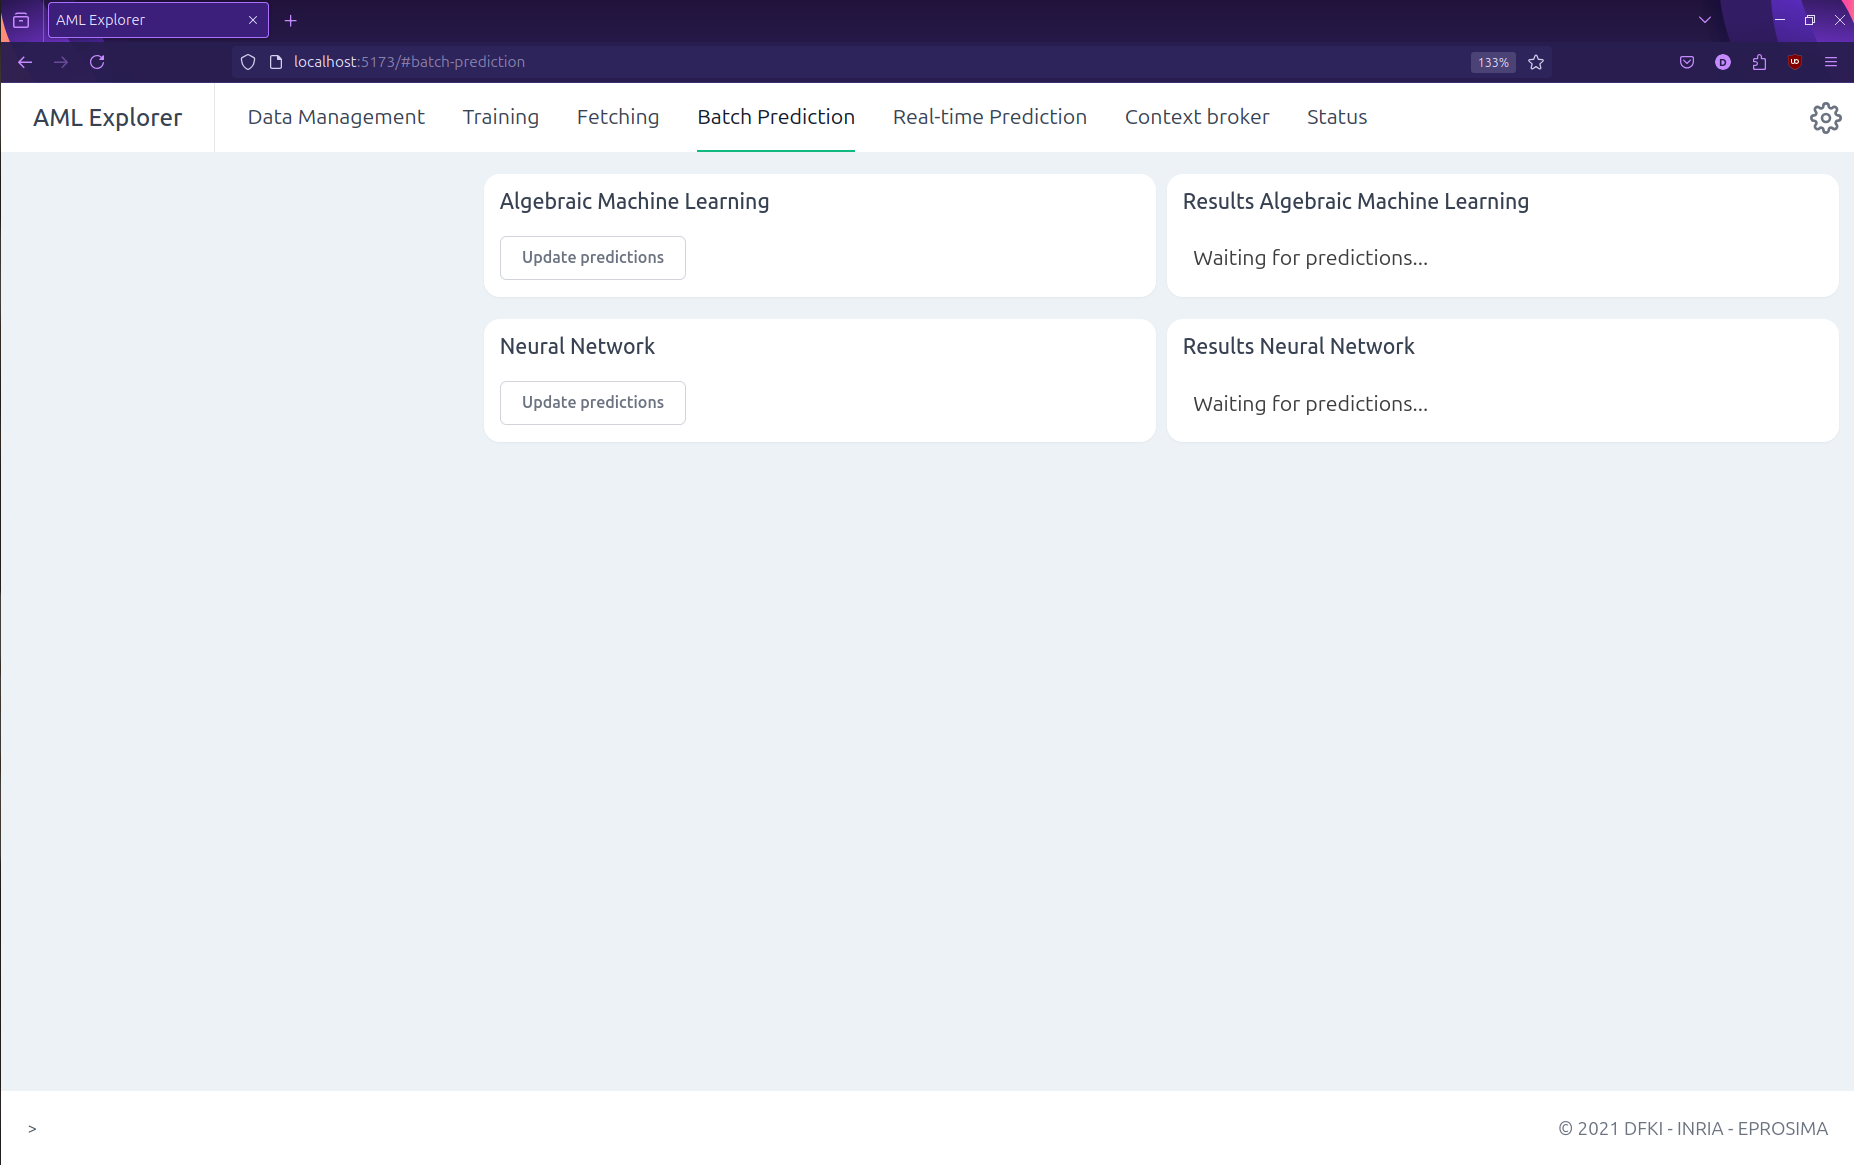 AML Explorer
localhost:5173/#batch-prediction
133%
D
AML Explorer
Data Management
Training
Fetching
Batch Prediction
Real-time Prediction
Context broker
Status
Algebraic Machine Learning
Update predictions
Results Algebraic Machine Learning
Waiting for predictions...
Neural Network
Update predictions
Results Neural Network
Waiting for predictions...
>
© 2021 DFKI - INRIA - EPROSIMA